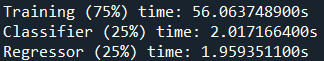 Training (75%) time: 56.063748900s
Classifier (25%) time: 2.017166400s
Regressor (25%) time: 1.959351100s